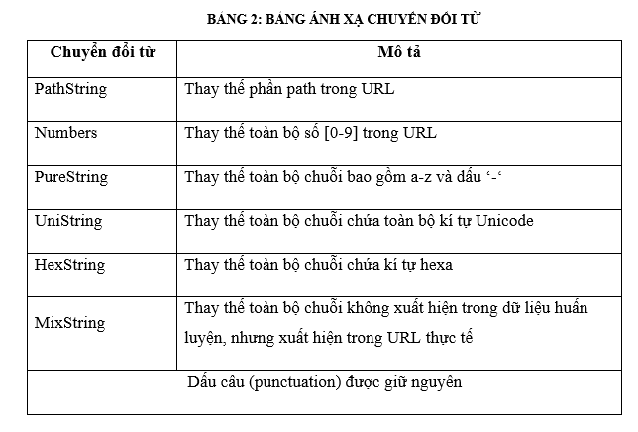 BẢNG 2: BẢNG ÁNH XẠ CHUYỂN ĐỔI TỪ
Chuyển đổi từ Mô tả
PathString Thay thế phần path trong URL
Numbers Thay thế toàn bộ số [0-9] trong URL
PureString Thay thế toàn bộ chuỗi bao gồm a-z và dấu ‘-‘
UniString Thay thế toàn bộ chuỗi chứa toàn bộ kí tự Unicode
HexString Thay thế toàn bộ chuỗi chứa kí tự hexa
MixString Thay thế toàn bộ chuỗi không xuất hiện trong dữ liệu huấn
luyện, nhưng xuất hiện trong URL thực tế
Dấu câu (punctuation) được giữ nguyên